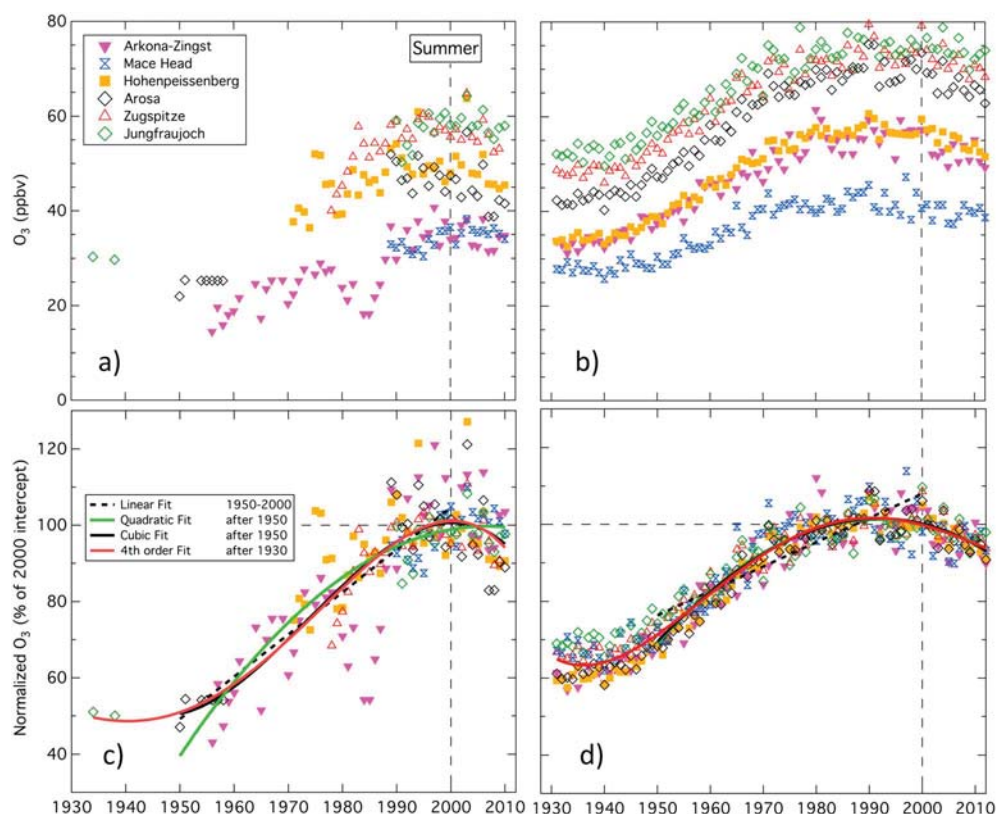 80
60
40
20
0
O₃ (ppbv)
Arkona-Zingst
Mace Head
Hohenpeissenberg
Arosa
Zugspitze
Jungfraujoch
Summer
a)
b)
120
100
80
60
40
Normalized O₃ (% of 2000 intercept)
Linear Fit 1950-2000
Quadratic Fit after 1950
Cubic Fit after 1950
4th order Fit after 1930
c)
d)
1930 1940 1950 1960 1970 1980 1990 2000 2010
1930 1940 1950 1960 1970 1980 1990 2000 2010